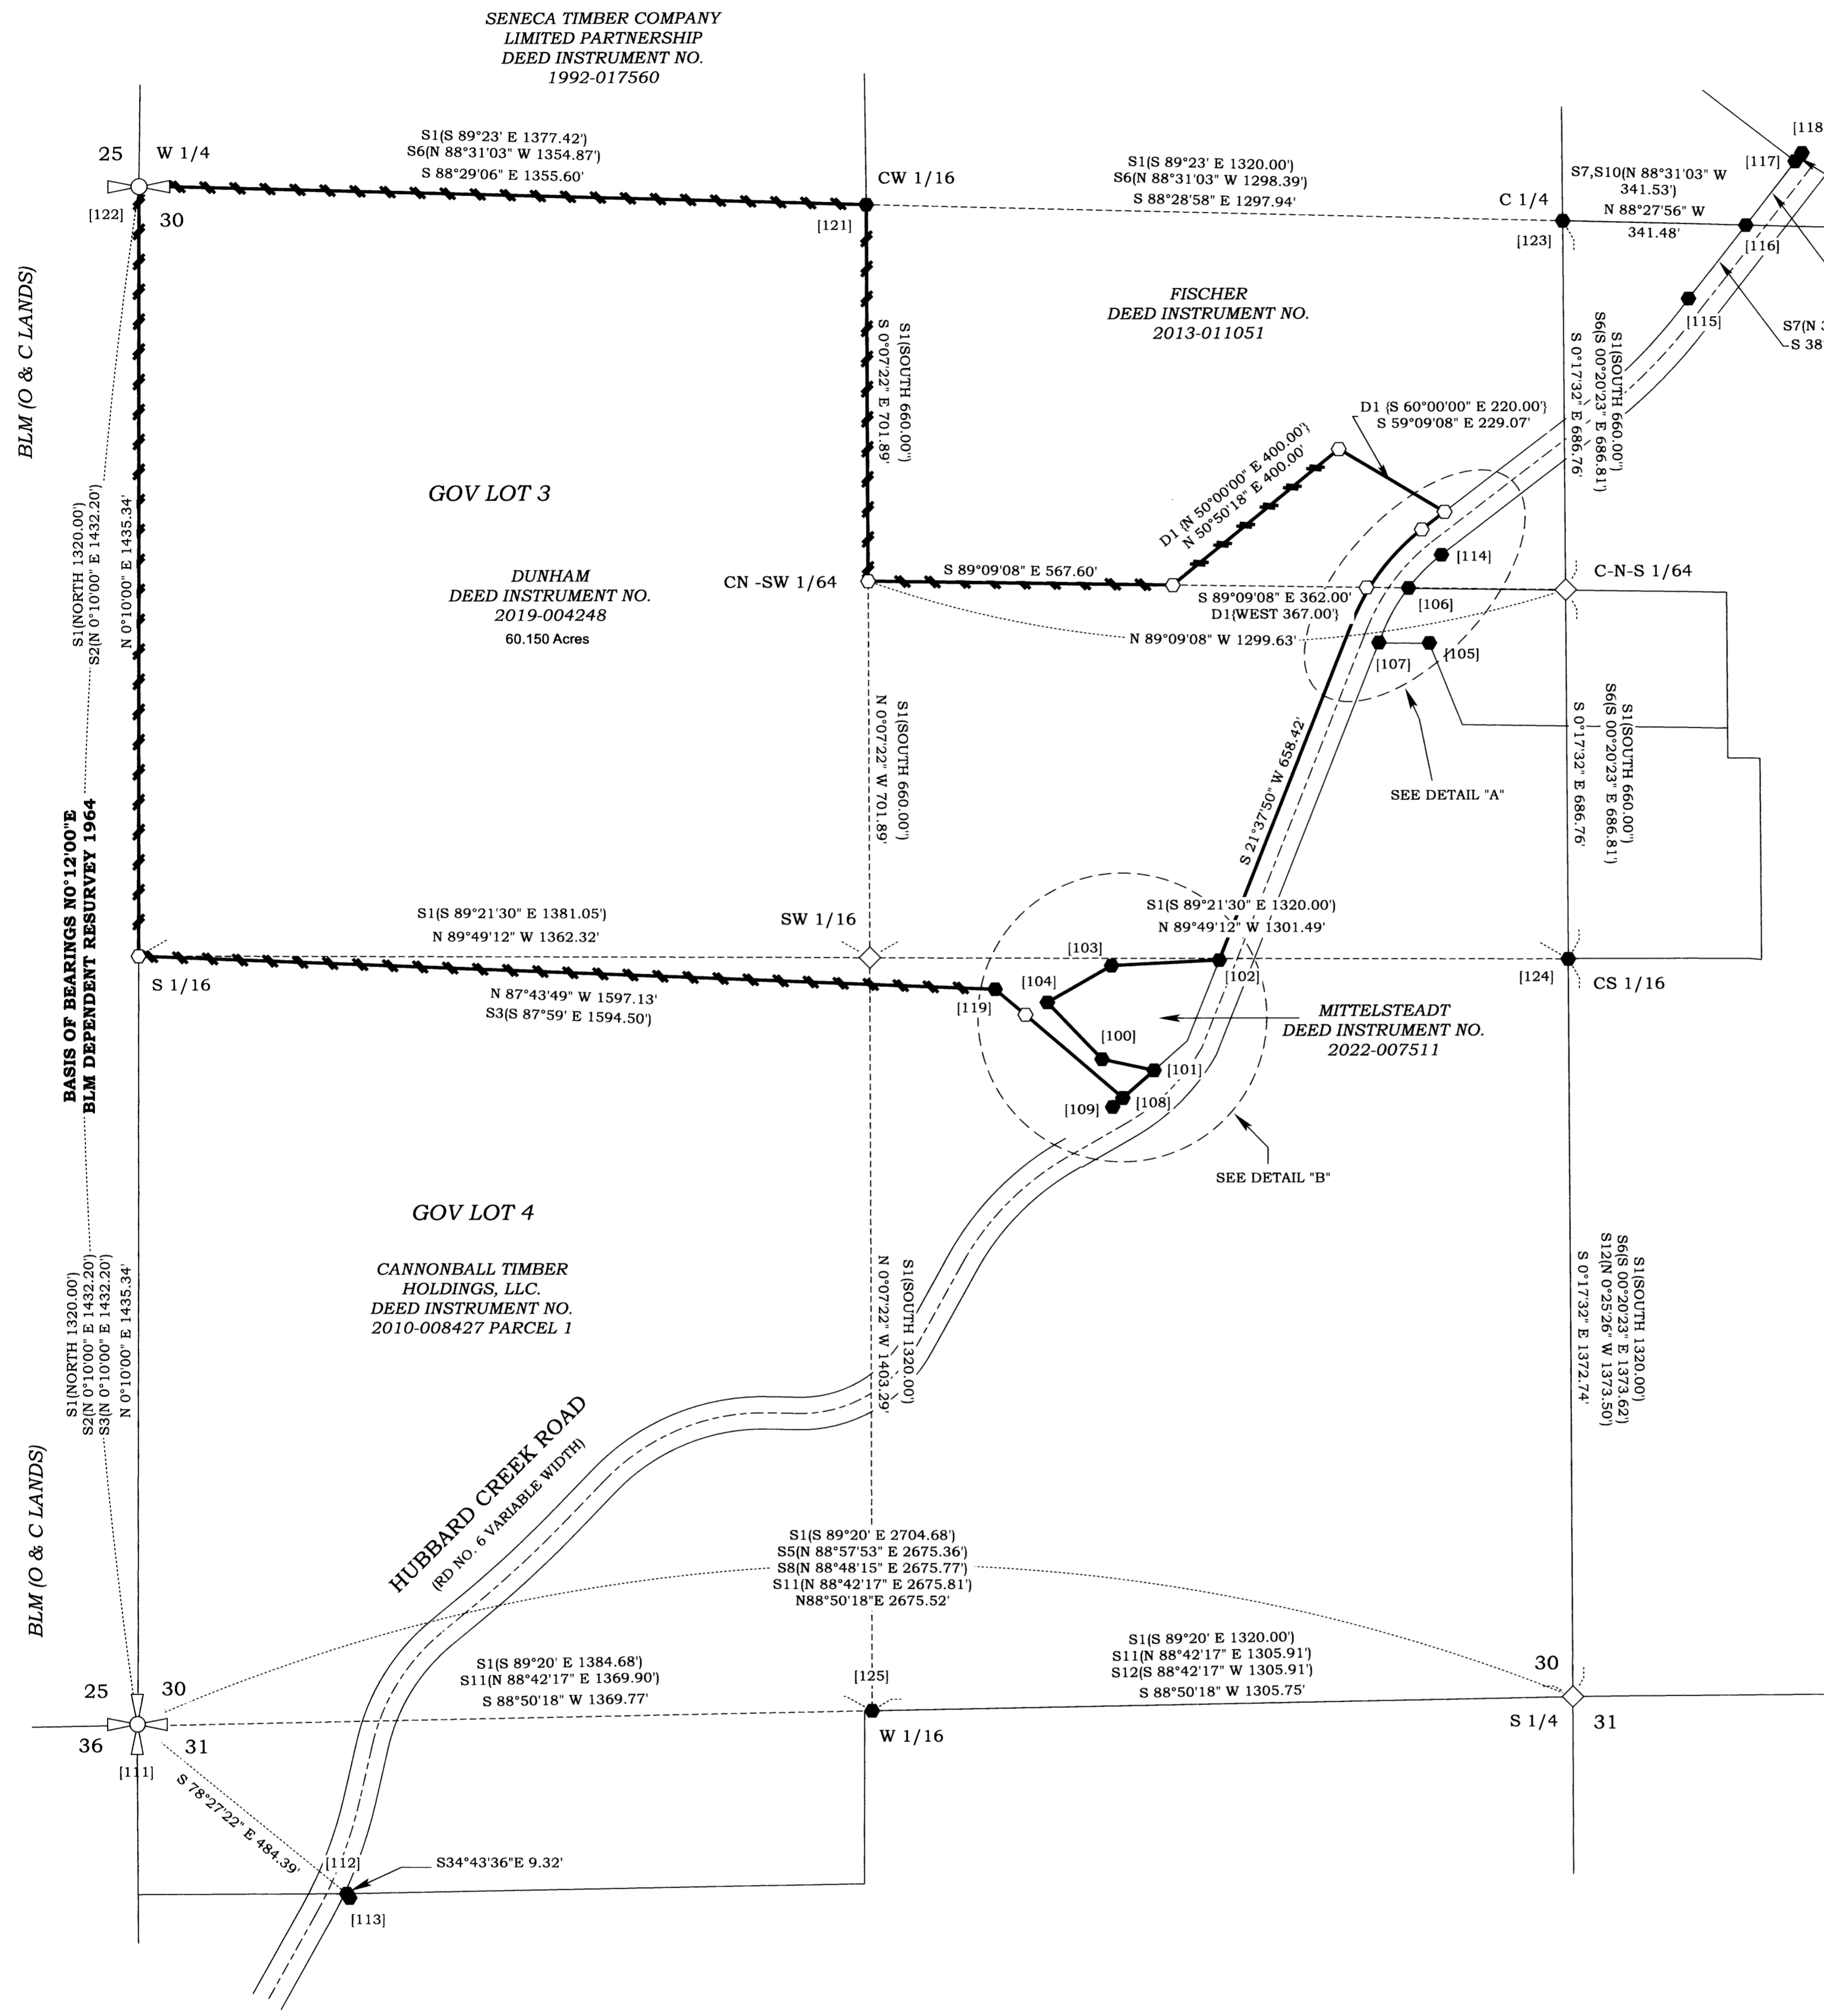 SENECA TIMBER COMPANY
LIMITED PARTNERSHIP
DEED INSTRUMENT NO.
1992-017560
25
W 1/4
[122]
30
S1(S 89°23' E 1377.42')
S6(N 88°31'03" W 1354.87')
S 88°29'06" E 1355.60'
CW 1/16
[121]
S1(S 89°23' E 1320.00')
S6(N 88°31'03" W 1298.39')
S 88°28'58" E 1297.94'
C 1/4
[123]
S7,S10(N 88°31'03" W
341.53')
N 88°27'56" W
341.48'
[118
[117]
[116]
[115]
S7(N 3
S 38°
BLM (O & C LANDS)
FISCHER
DEED INSTRUMENT NO.
2013-011051
S1(SOUTH 660.00")
S 0°07'22" E 701.89'
S1(SOUTH 660.00")
S6(S 00°20'23" E 686.81')
S 0°17'32" E 686.76'
D1 {S 60°00'00" E 220.00'}
S 59°09'08" E 229.07'
D1 {N 50°00'00" E 400.00'}
N 50°50'18" E 400.00'
GOV LOT 3
DUNHAM
DEED INSTRUMENT NO.
2019-004248
60.150 Acres
S1(NORTH 1320.00')
S2(N 0°10'00" E 1432.20')
N 0°10'00" E 1435.34'
CN -SW 1/64
S 89°09'08" E 567.60'
[114]
C-N-S 1/64
S 89°09'08" E 362.00'
D1{WEST 367.00'}
[106]
N 89°09'08" W 1299.63'
[107]
[105]
S1(SOUTH 660.00")
N 0°07'22" W 701.89'
S1(SOUTH 660.00")
S6(S 00°20'23" E 686.81')
S 0°17'32" E 686.76'
S 21°37'50" W 658.42'
SEE DETAIL "A"
BASIS OF BEARINGS N0°12'00"E
BLM DEPENDENT RESURVEY 1964
S1(S 89°21'30" E 1381.05')
N 89°49'12" W 1362.32'
SW 1/16
S1(S 89°21'30" E 1320.00')
N 89°49'12" W 1301.49'
S 1/16
[103]
[102]
[124]
CS 1/16
N 87°43'49" W 1597.13'
S3(S 87°59' E 1594.50')
[119]
[104]
MITTELSTEADT
DEED INSTRUMENT NO.
2022-007511
[100]
[101]
[109]
[108]
SEE DETAIL "B"
GOV LOT 4
CANNONBALL TIMBER
HOLDINGS, LLC.
DEED INSTRUMENT NO.
2010-008427 PARCEL 1
S1(NORTH 1320.00')
S2(N 0°10'00" E 1432.20')
S3(N 0°10'00" E 1432.20')
N 0°10'00" E 1435.34'
S1(SOUTH 1320.00')
N 0°07'22" W 1403.29'
S1(SOUTH 1320.00')
S6(S 00°20'23" E 1373.62')
S12(N 0°25'26" W 1373.50')
S 0°17'32" E 1372.74'
HUBBARD CREEK ROAD
(RD NO. 6 VARIABLE WIDTH)
BLM (O & C LANDS)
S1(S 89°20' E 2704.68')
S5(N 88°57'53" E 2675.36')
S8(N 88°48'15" E 2675.77')
S11(N 88°42'17" E 2675.81')
N88°50'18"E 2675.52'
S1(S 89°20' E 1384.68')
S11(N 88°42'17" E 1369.90')
S 88°50'18" W 1369.77'
[125]
S1(S 89°20' E 1320.00')
S11(N 88°42'17" E 1305.91')
S12(S 88°42'17" W 1305.91')
S 88°50'18" W 1305.75'
25
30
36
31
[111]
W 1/16
30
S 1/4
31
S 78°27'22" E 484.39'
[112]
S34°43'36"E 9.32'
[113]